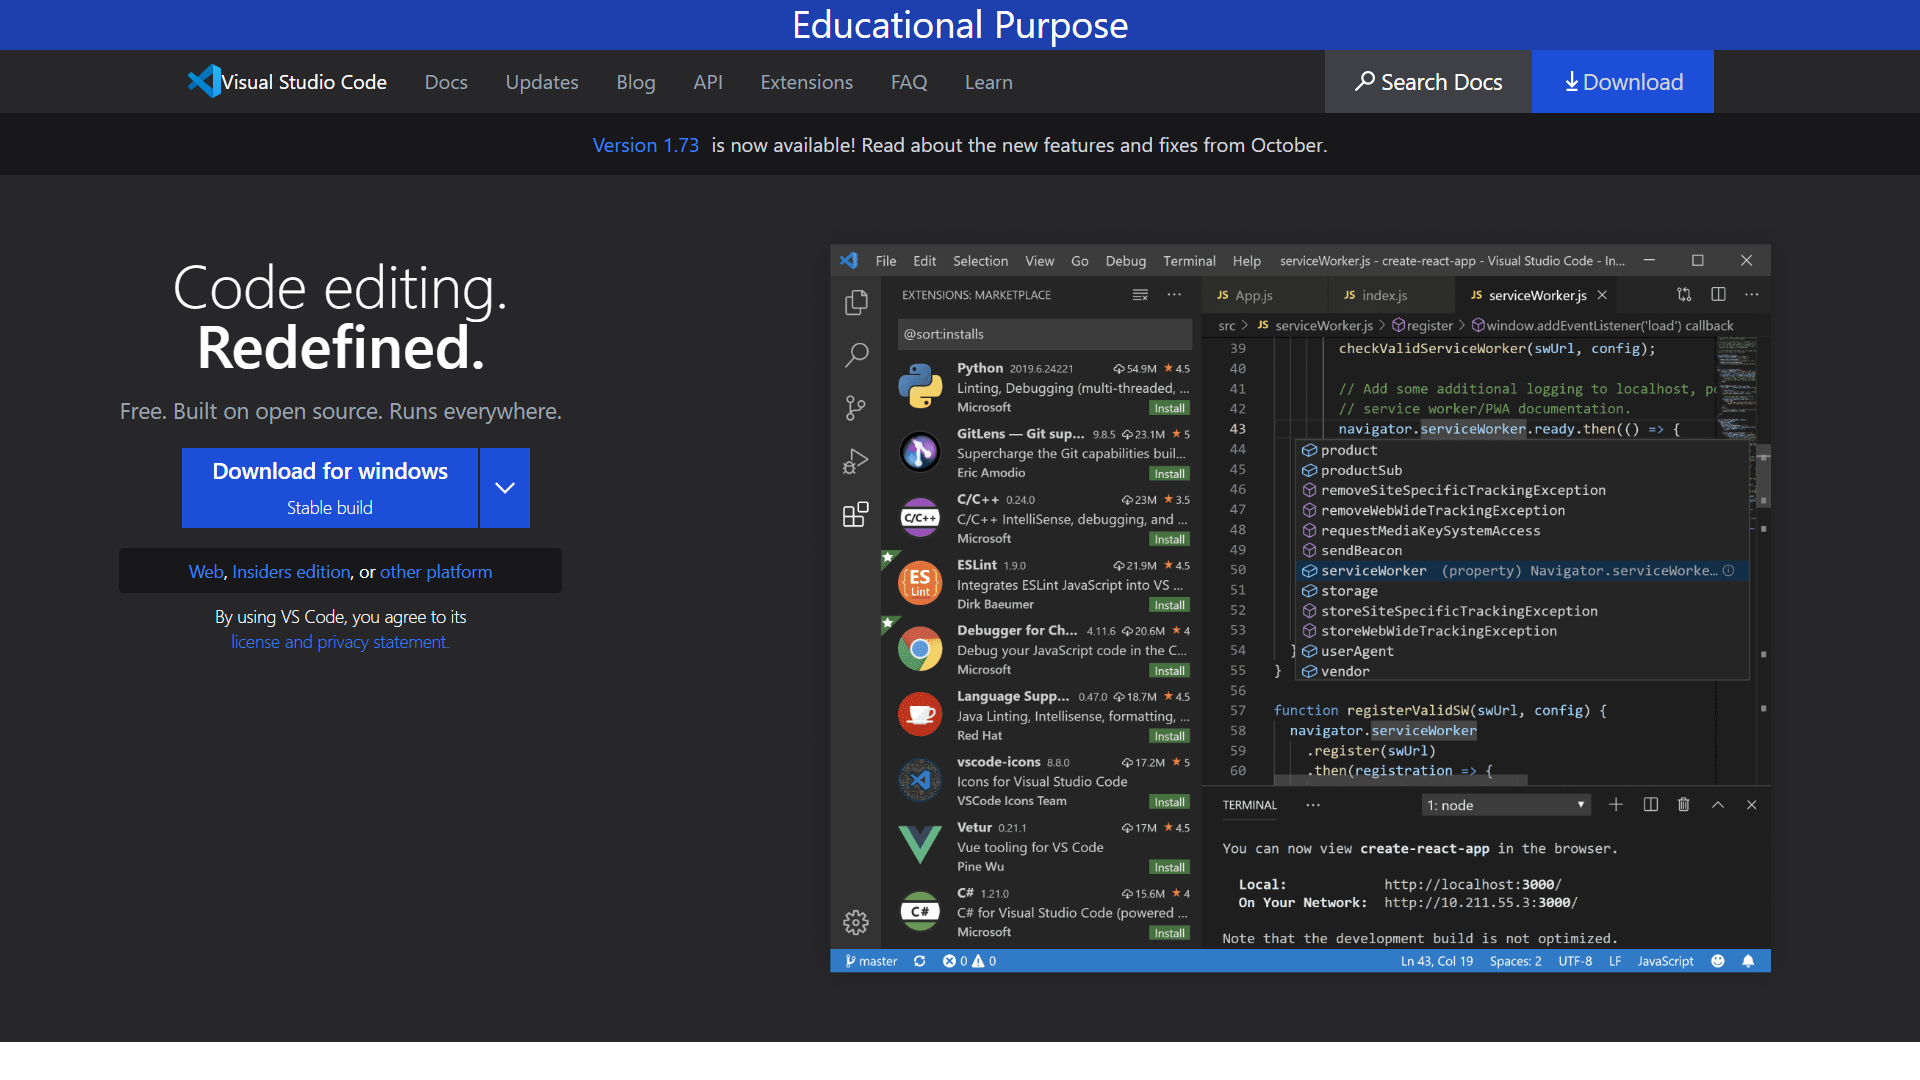 Educational Purpose
Visual Studio Code Docs Updates Blog API Extensions FAQ Learn Search Docs Download
Version 1.73 is now available! Read about the new features and fixes from October.
Code editing.
Redefined.
Free. Built on open source. Runs everywhere.
Download for windows
Stable build
Web, Insiders edition, or other platform
By using VS Code, you agree to its
license and privacy statement.
File Edit Selection View Go Debug Terminal Help serviceWorker.js - create-react-app - Visual Studio Code - In...
EXTENSIONS: MARKETPLACE
@sort:installs
Python 2019.6.24221 54.9M 4.5
Linting, Debugging (multi-threaded, ...
Microsoft Install
GitLens — Git sup... 9.8.5 23.1M 5
Supercharge the Git capabilities buil...
Eric Amodio Install
C/C++
C/C++ 0.24.0 23M 3.5
C/C++ IntelliSense, debugging, and ...
Microsoft Install
ES Lint
ESLint 1.9.0 21.9M 4.5
Integrates ESLint JavaScript into VS ...
Dirk Baeumer Install
Debugger for Ch... 4.11.6 20.6M 4
Debug your JavaScript code in the C...
Microsoft Install
Language Supp... 0.47.0 18.7M 4.5
Java Linting, Intellisense, formatting, ...
Red Hat Install
vscode-icons 8.8.0 17.2M 5
Icons for Visual Studio Code
VSCode Icons Team Install
Vetur 0.21.1 17M 4.5
Vue tooling for VS Code
Pine Wu Install
C#
C# 1.21.0 15.6M 4
C# for Visual Studio Code (powered ...
Microsoft Install
JS App.js JS index.js JS serviceWorker.js
src > JS serviceWorker.js > register > window.addEventListener('load') callback
39 checkValidServiceWorker(swUrl, config);
40
41 // Add some additional logging to localhost, po
42 // service worker/PWA documentation.
43 navigator.serviceWorker.ready.then(() => {
44 product
45 productSub
46 removeSiteSpecificTrackingException
47 removeWebWideTrackingException
48 requestMediaKeySystemAccess
49 sendBeacon
50 serviceWorker (property) Navigator.serviceWorke...
51 storage
52 storeSiteSpecificTrackingException
53 storeWebWideTrackingException
54 } userAgent
55 } vendor
56
57 function registerValidSW(swUrl, config) {
58 navigator.serviceWorker
59 .register(swUrl)
60 .then(registration => {
TERMINAL ... 1: node
You can now view create-react-app in the browser.
Local: http://localhost:3000/
On Your Network: http://10.211.55.3:3000/
Note that the development build is not optimized.
master 0 0 Ln 43, Col 19 Spaces: 2 UTF-8 LF JavaScript